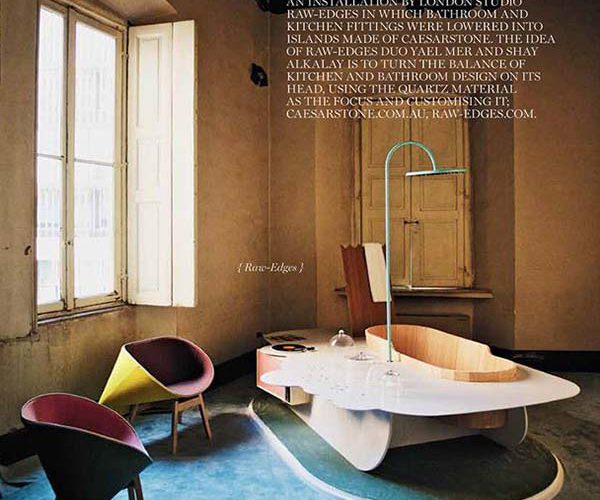 AN INSTALLATION BY LONDON STUDIO
RAW-EDGES IN WHICH BATHROOM AND
KITCHEN FITTINGS WERE LOWERED INTO
ISLANDS MADE OF CAESARSTONE. THE IDEA
OF RAW-EDGES DUO YAEL MER AND SHAY
ALKALAY IS TO TURN THE BALANCE OF
KITCHEN AND BATHROOM DESIGN ON ITS
HEAD, USING THE QUARTZ MATERIAL
AS THE FOCUS AND CUSTOMISING IT;
CAESARSTONE.COM.AU, RAW-EDGES.COM.
{ Raw-Edges }